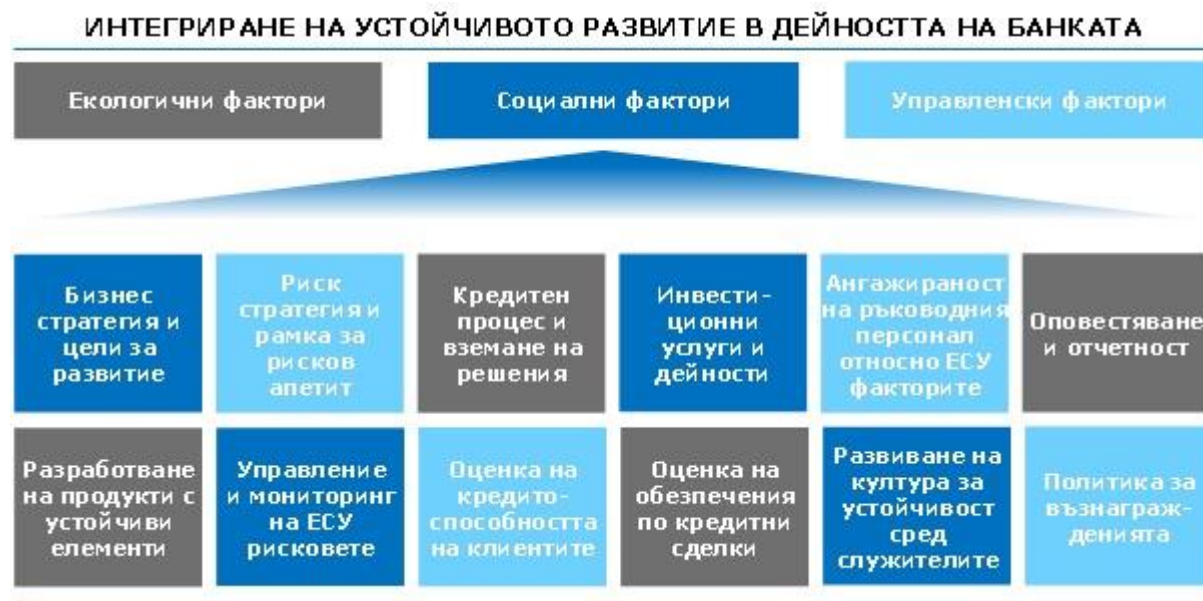 ИНТЕГРИРАНЕ НА УСТОЙЧИВОТО РАЗВИТИЕ В ДЕЙНОСТТА НА БАНКАТА
Екологични фактори
Социални фактори
Управленски фактори
Бизнес
стратегия и
цели за
развитие
Риск
стратегия и
рамка за
рисков
апетит
Кредитен
процес и
вземане на
решения
Инвести-
ционни
услуги и
дейности
Ангажираност
на ръководния
персонал
относно ЕСУ
факторите
Оповестяване
и отчетност
Разработване
на продукти с
устойчиви
елементи
Управление
и мониторинг
на ЕСУ
рисковете
Оценка на
кредито-
способността
на клиентите
Оценка на
обезпечения
по кредитни
сделки
Развиване на
култура за
устойчивост
сред
служителите
Политика за
възнаграж-
денията